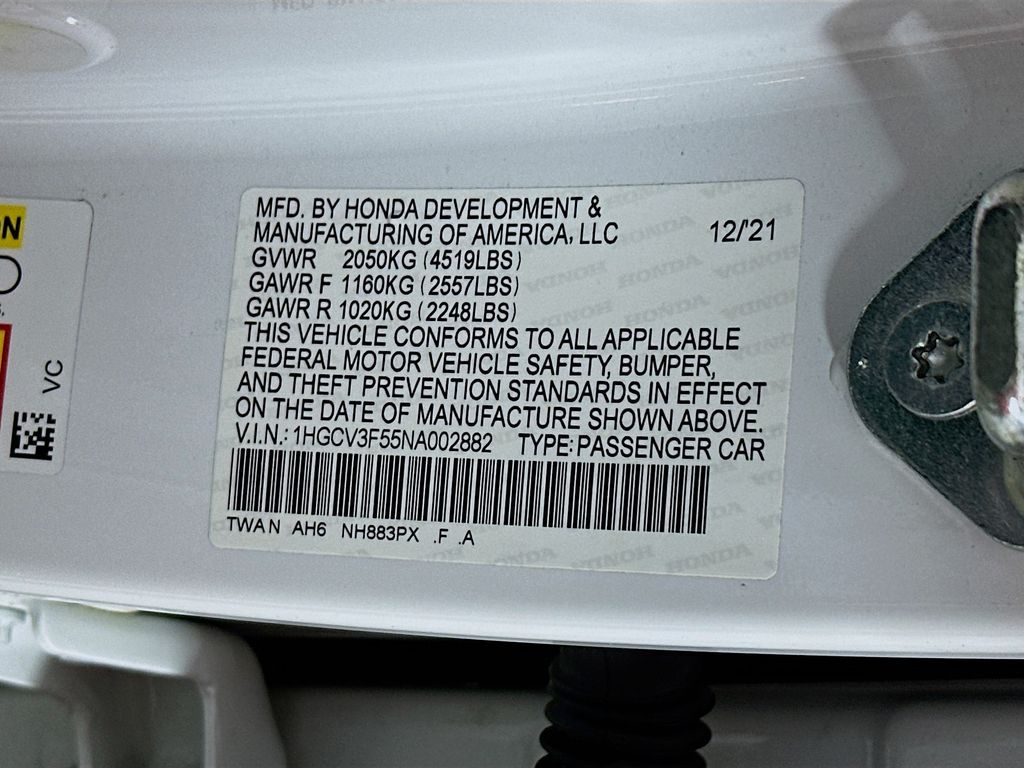 MFD. BY HONDA DEVELOPMENT &
MANUFACTURING OF AMERICA, LLC 12/'21
GVWR 2050KG (4519LBS)
GAWR F 1160KG (2557LBS)
GAWR R 1020KG (2248LBS)
THIS VEHICLE CONFORMS TO ALL APPLICABLE
FEDERAL MOTOR VEHICLE SAFETY, BUMPER,
AND THEFT PREVENTION STANDARDS IN EFFECT
ON THE DATE OF MANUFACTURE SHOWN ABOVE.
V.I.N.: 1HGCV3F55NA002882 TYPE: PASSENGER CAR
TWAN AH6 NH883PX .F .A
VC
HONDA